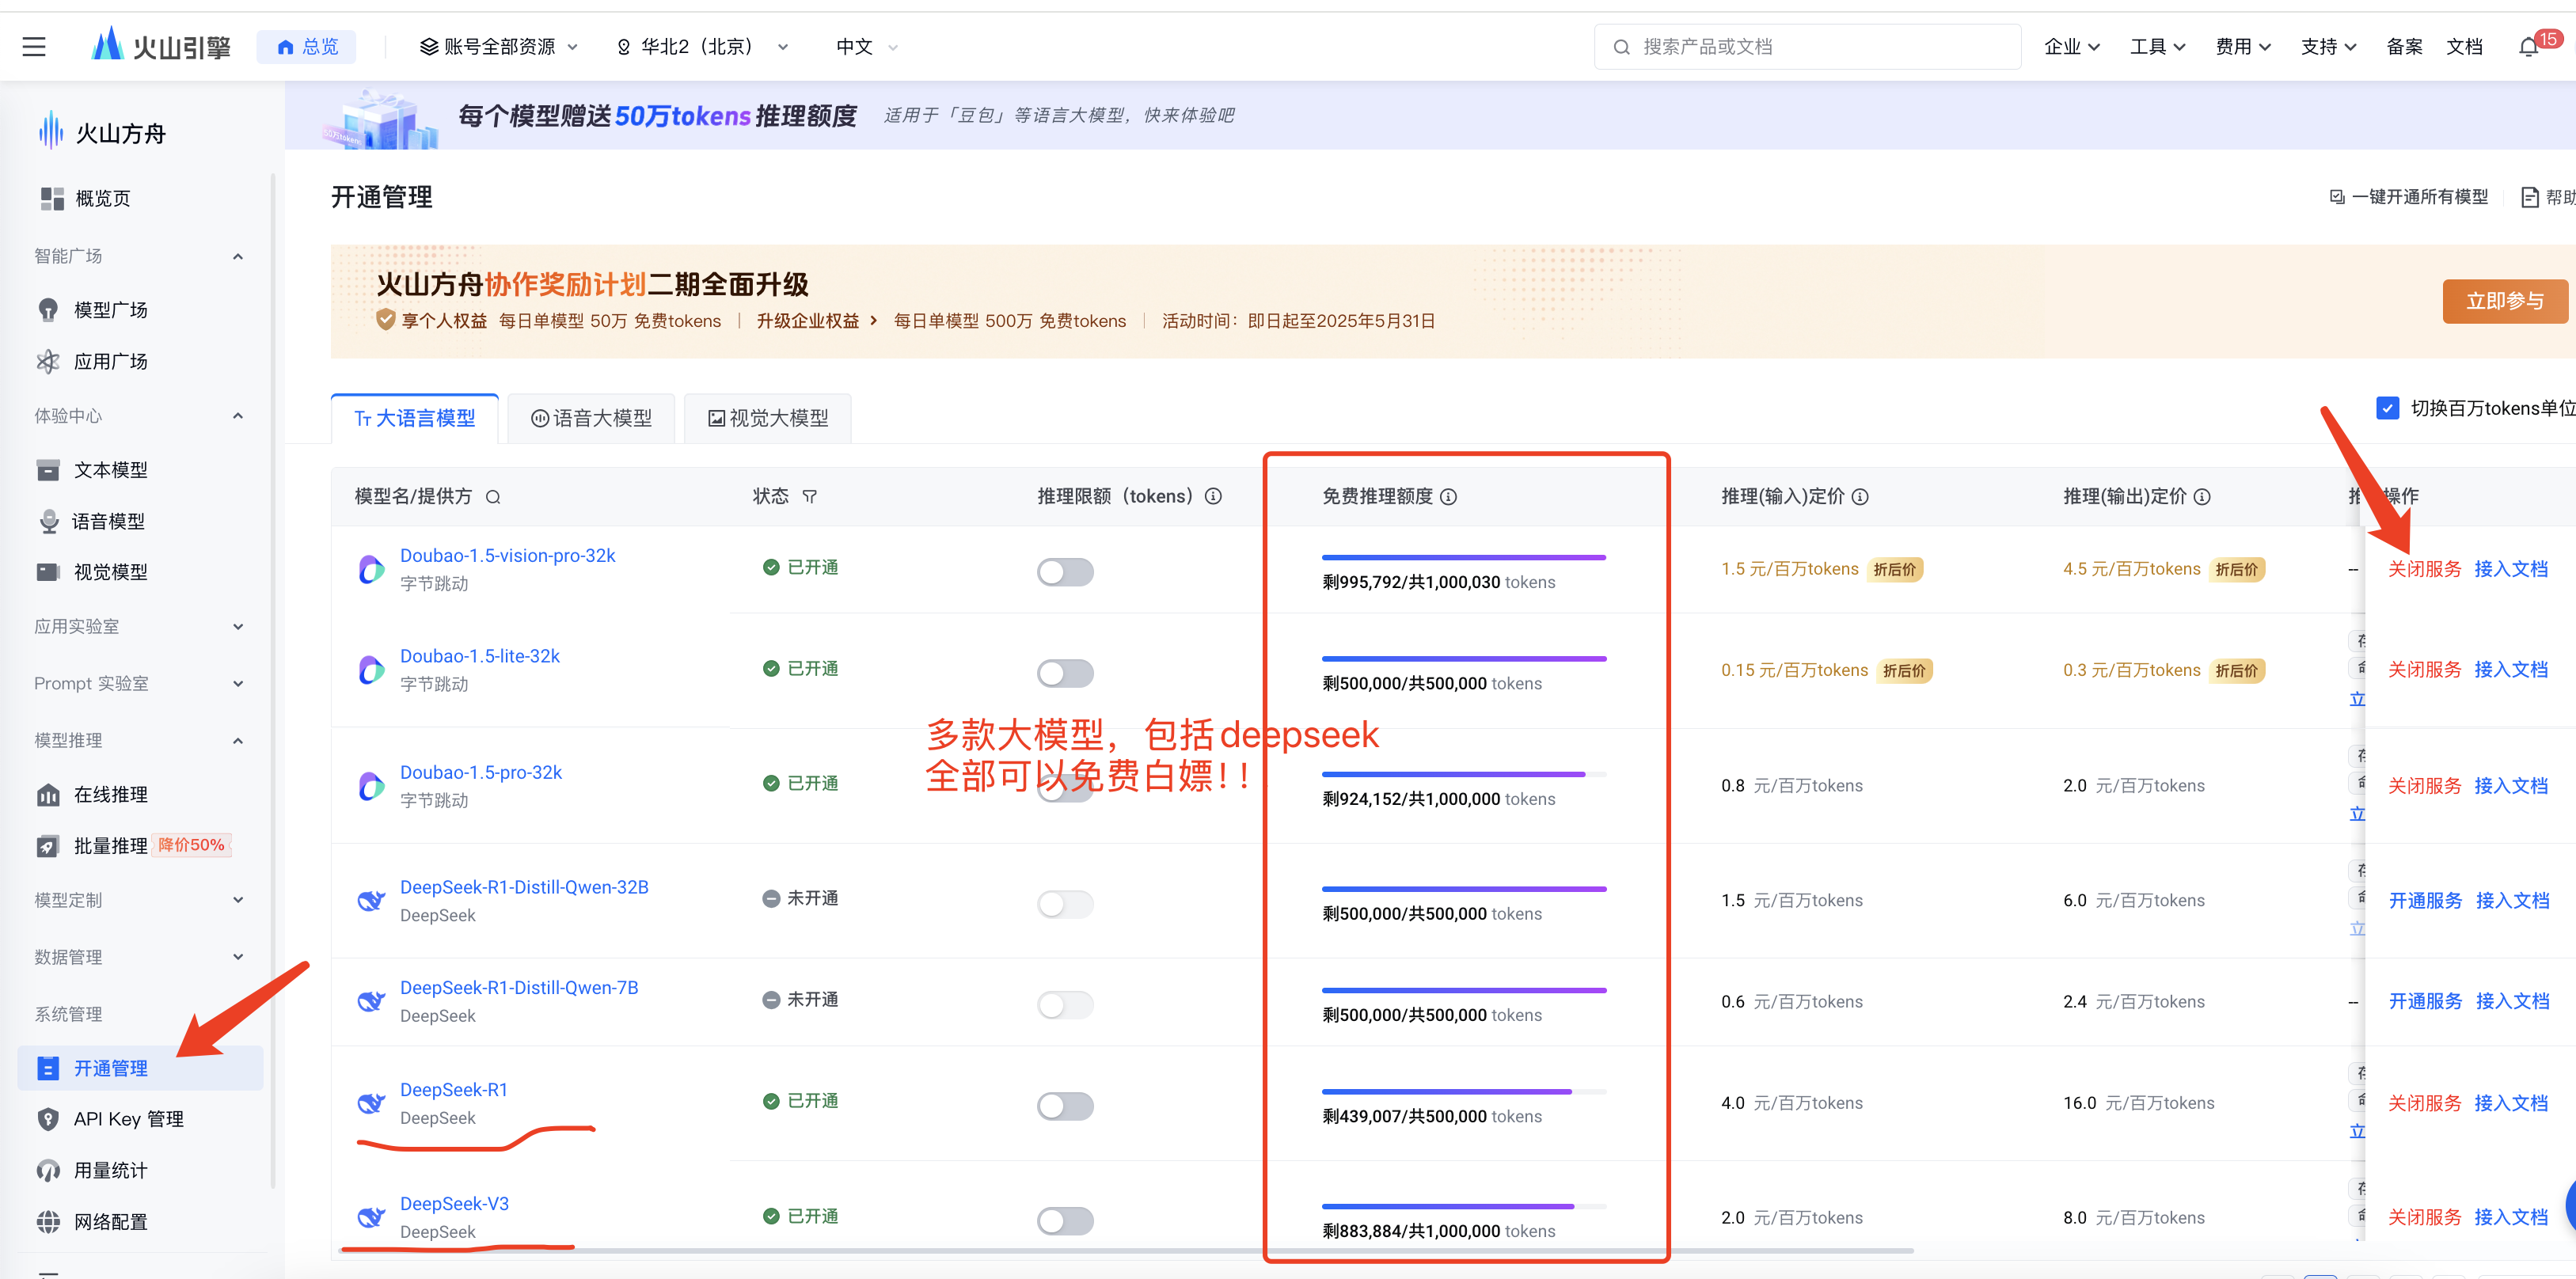 火山引擎
总览
账号全部资源
华北2（北京）
中文
搜索产品或文档
企业
工具
费用
支持
备案
文档
15
火山方舟
概览页
智能广场
模型广场
应用广场
体验中心
文本模型
语音模型
视觉模型
应用实验室
Prompt 实验室
模型推理
在线推理
批量推理 降价50%
模型定制
数据管理
系统管理
开通管理
API Key 管理
用量统计
网络配置
50万tokens
每个模型赠送50万tokens推理额度 适用于「豆包」等语言大模型，快来体验吧
开通管理
一键开通所有模型
帮助
火山方舟协作奖励计划二期全面升级
享个人权益 每日单模型 50万 免费tokens | 升级企业权益 > 每日单模型 500万 免费tokens | 活动时间：即日起至2025年5月31日
立即参与
Tт 大语言模型
语音大模型
视觉大模型
切换百万tokens单位
模型名/提供方 状态 推理限额（tokens） 免费推理额度 推理(输入)定价 推理(输出)定价 推 操作
Doubao-1.5-vision-pro-32k
字节跳动
已开通
剩995,792/共1,000,030 tokens
1.5 元/百万tokens 折后价
4.5 元/百万tokens 折后价
--
关闭服务 接入文档
Doubao-1.5-lite-32k
字节跳动
已开通
剩500,000/共500,000 tokens
0.15 元/百万tokens 折后价
0.3 元/百万tokens 折后价
立
关闭服务 接入文档
多款大模型，包括deepseek
全部可以免费白嫖！！
Doubao-1.5-pro-32k
字节跳动
已开通
剩924,152/共1,000,000 tokens
0.8 元/百万tokens
2.0 元/百万tokens
立
关闭服务 接入文档
DeepSeek-R1-Distill-Qwen-32B
DeepSeek
未开通
剩500,000/共500,000 tokens
1.5 元/百万tokens
6.0 元/百万tokens
立
开通服务 接入文档
DeepSeek-R1-Distill-Qwen-7B
DeepSeek
未开通
剩500,000/共500,000 tokens
0.6 元/百万tokens
2.4 元/百万tokens
--
开通服务 接入文档
DeepSeek-R1
DeepSeek
已开通
剩439,007/共500,000 tokens
4.0 元/百万tokens
16.0 元/百万tokens
立
关闭服务 接入文档
DeepSeek-V3
DeepSeek
已开通
剩883,884/共1,000,000 tokens
2.0 元/百万tokens
8.0 元/百万tokens
关闭服务 接入文档